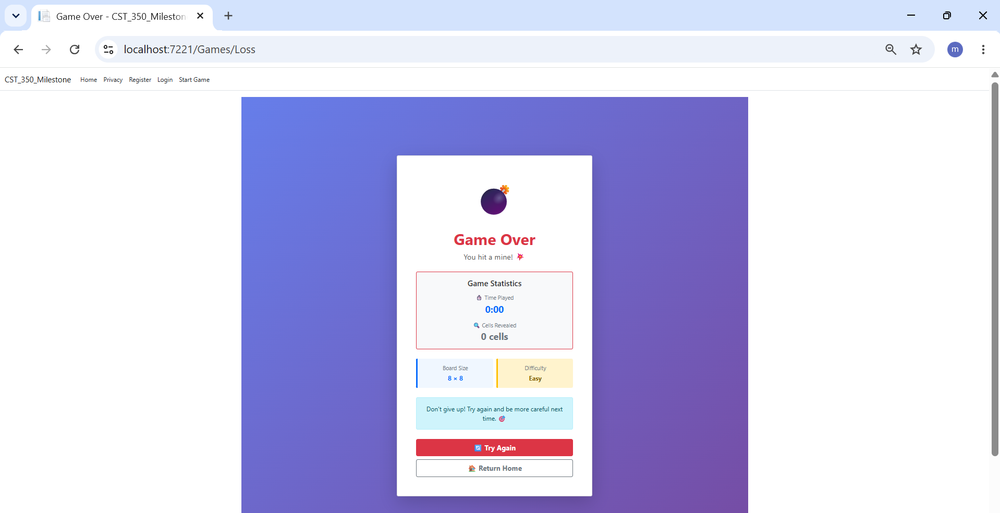 Game Over - CST_350_Mileston
localhost:7221/Games/Loss
m
CST_350_Milestone Home Privacy Register Login Start Game
Game Over
You hit a mine! 💥
Game Statistics
Time Played
0:00
🔍 Cells Revealed
0 cells
Board Size
8 × 8
Difficulty
Easy
Don't give up! Try again and be more careful next
time. 🎯
🔄 Try Again
🏠 Return Home